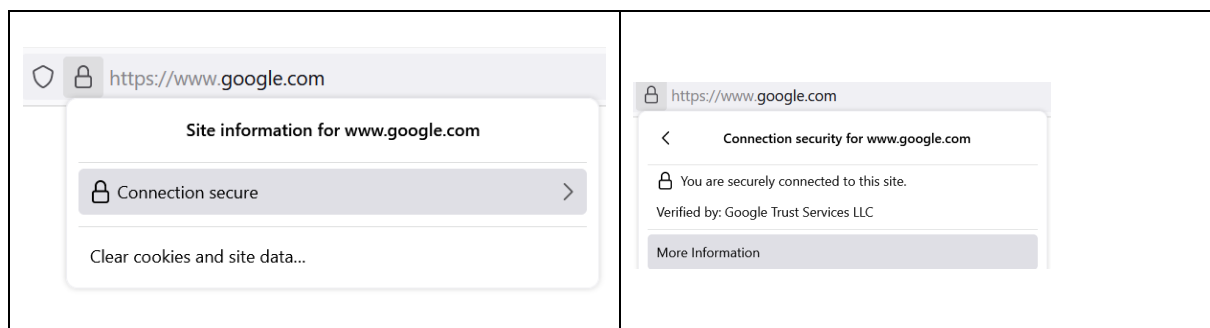 https://www.google.com
Site information for www.google.com
Connection secure
Clear cookies and site data...
https://www.google.com
Connection security for www.google.com
You are securely connected to this site.
Verified by: Google Trust Services LLC
More Information